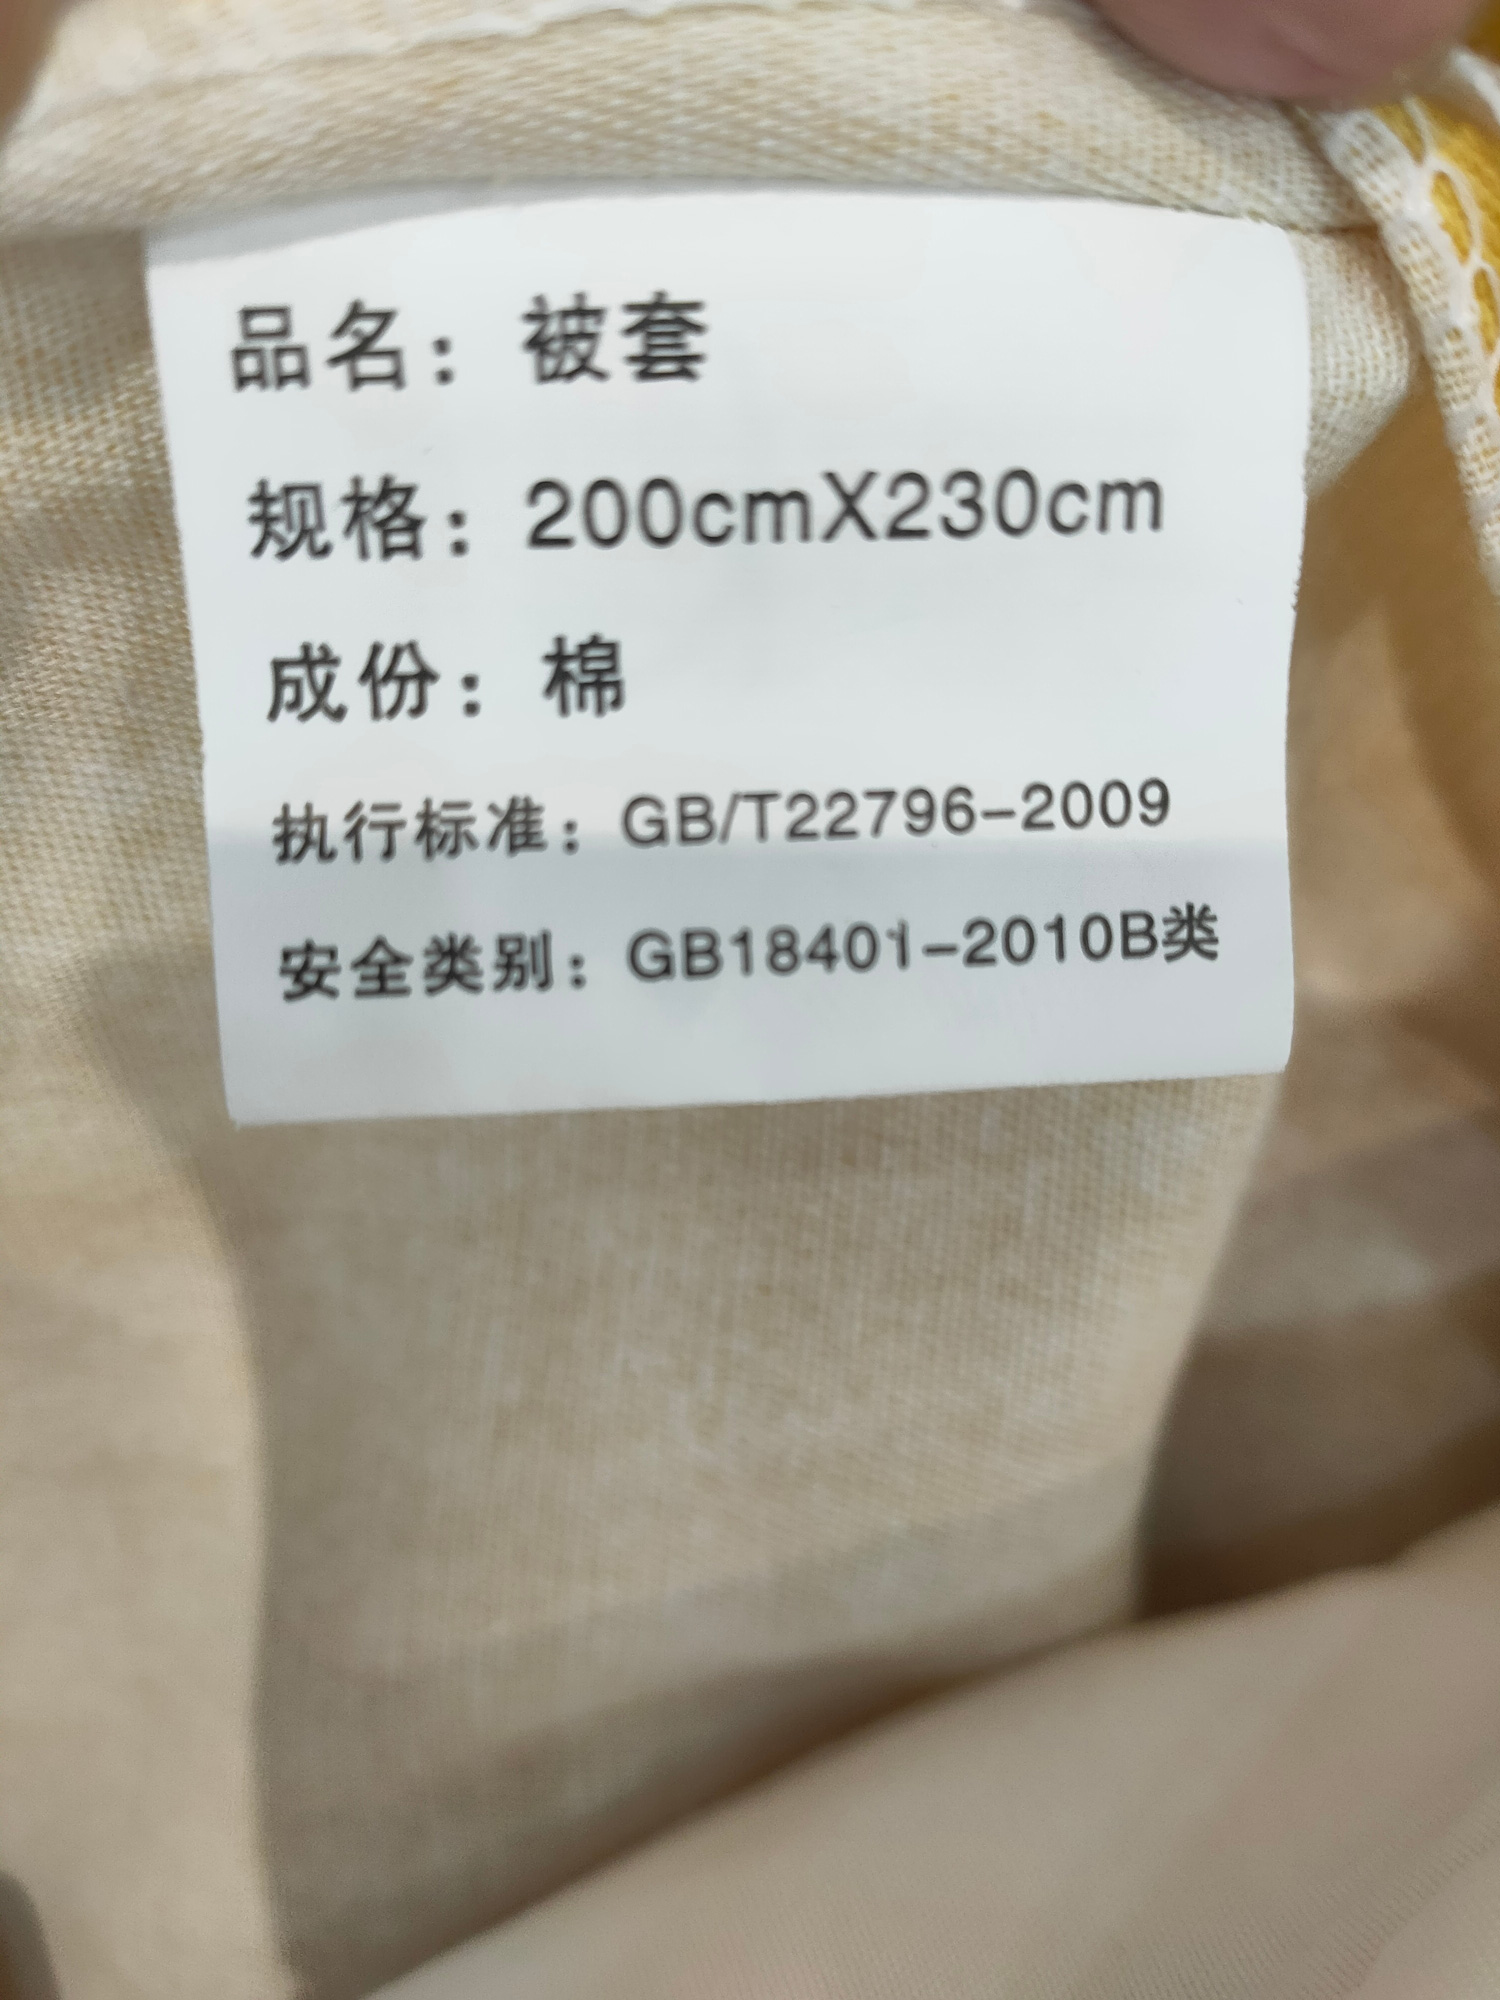 品名：被套
规格：200cmX230cm
成份：棉
执行标准：GB/T22796-2009
安全类别：GB18401-2010B类